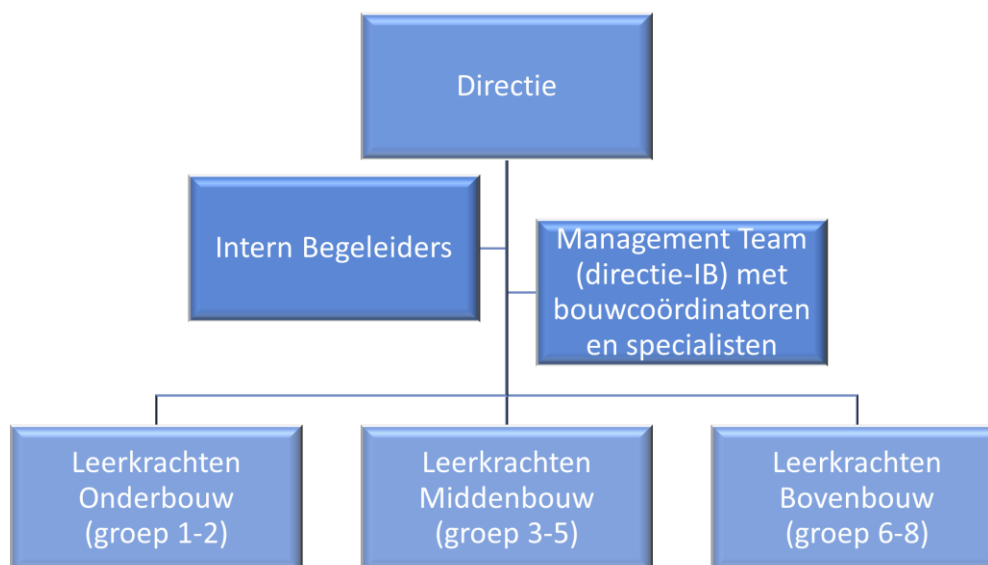 Directie
Intern Begeleiders
Management Team
(directie-IB) met
bouwcoördinatoren
en specialisten
Leerkrachten
Onderbouw
(groep 1-2)
Leerkrachten
Middenbouw
(groep 3-5)
Leerkrachten
Bovenbouw
(groep 6-8)